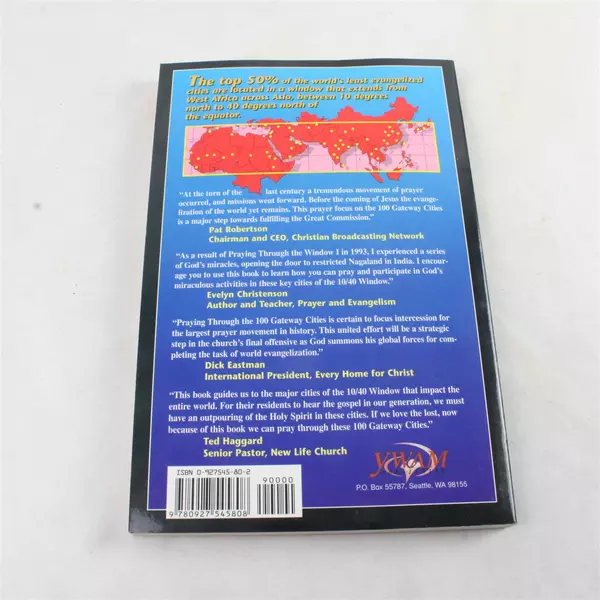 The top 50% of the world's least evangelized
cities are located in a window that extends from
West Africa across Asia, between 10 degrees
north to 40 degrees north of
the equator.
"At the turn of the last century a tremendous movement of prayer
occurred, and missions went forward. Before the coming of Jesus the evange-
lization of the world yet remains. This prayer focus on the 100 Gateway Cities
is a major step towards fulfilling the Great Commission."
Pat Robertson
Chairman and CEO, Christian Broadcasting Network
"As a result of Praying Through the Window I in 1993, I experienced a series
of God's miracles, opening the door to restricted Nagaland in India. I encour-
age you to use this book to learn how you can pray and participate in God's
miraculous activities in these key cities of the 10/40 Window."
Evelyn Christenson
Author and Teacher, Prayer and Evangelism
"Praying Through the 100 Gateway Cities is certain to focus intercession for
the largest prayer movement in history. This united effort will be a strategic
step in the church's final offensive as God summons his global forces for com-
pleting the task of world evangelization."
Dick Eastman
International President, Every Home for Christ
"This book guides us to the major cities of the 10/40 Window that impact the
entire world. For their residents to hear the gospel in our generation, we must
have an outpouring of the Holy Spirit in these cities. If we love the lost, now
because of this book we can pray through these 100 Gateway Cities."
Ted Haggard
Senior Pastor, New Life Church
ISBN 0-927545-80-2
90000
9 780927 545808
YWAM
P.O. Box 55787, Seattle, WA 98155